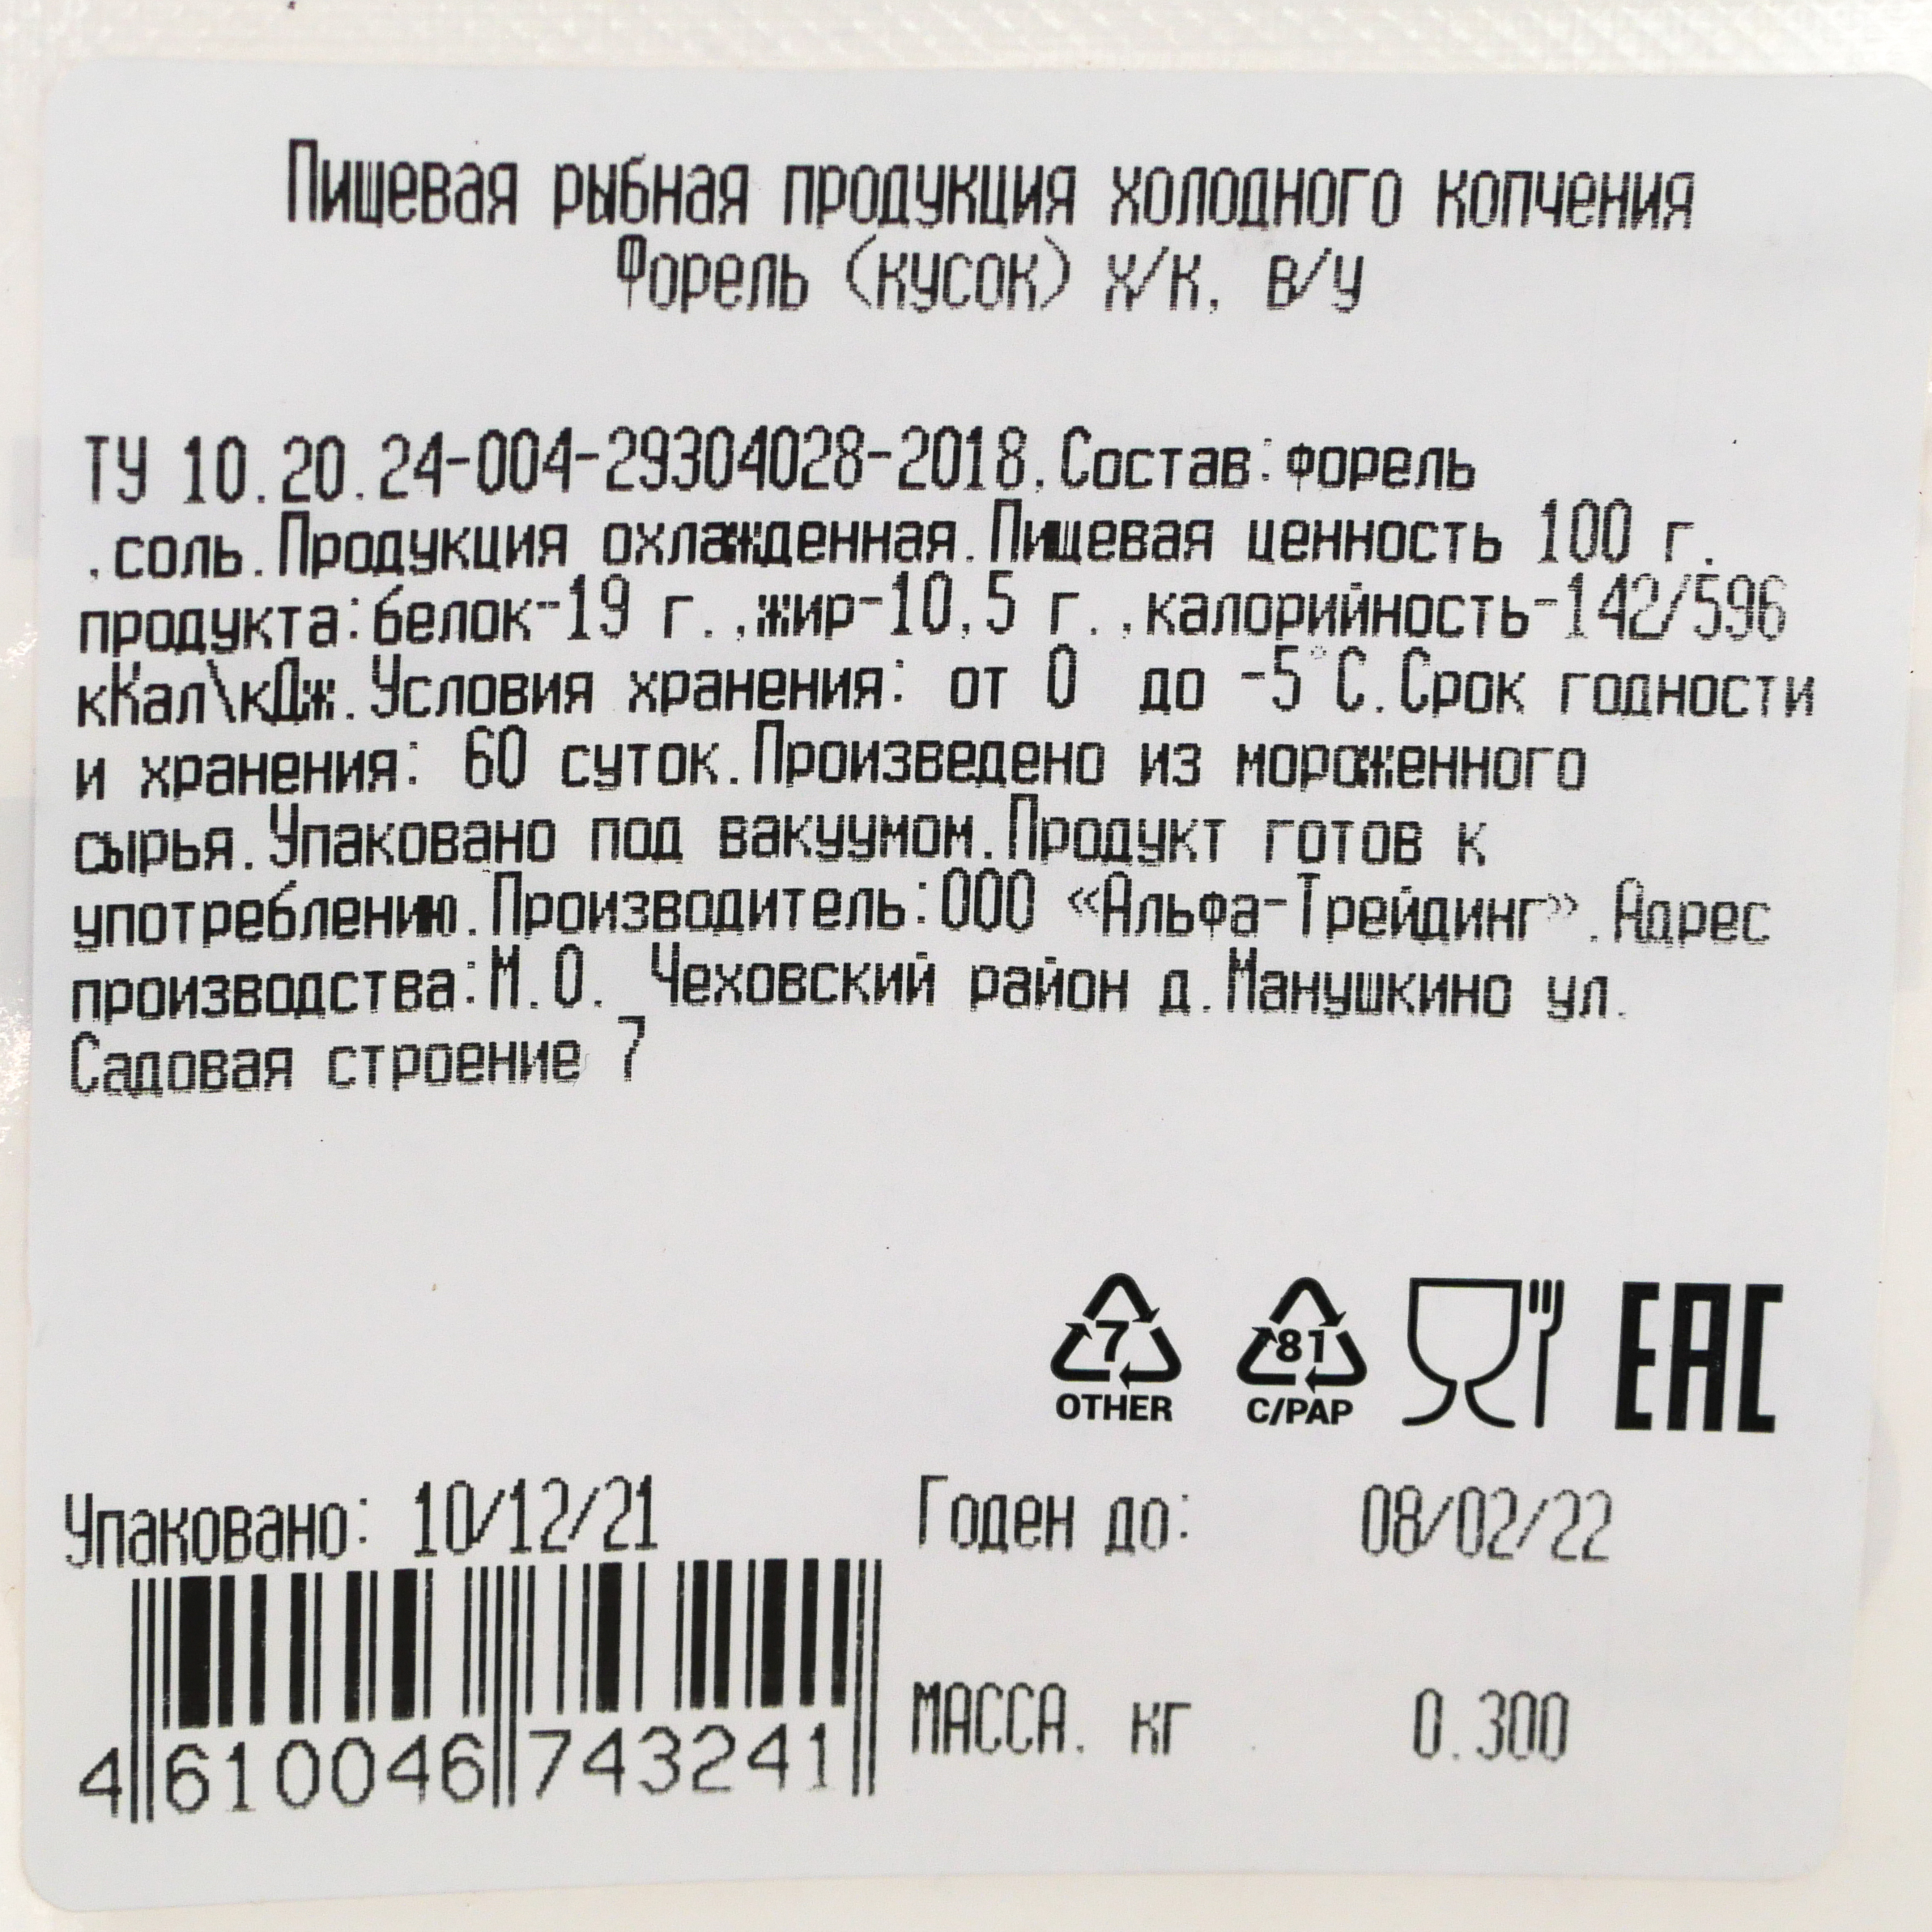 Пищевая рыбная продукция холодного копчения
Форель (кусок) х/к, в/у
ТУ 10.20.24-004-29304028-2018.Состав:форель
,соль.Продукция охлажденная.Пищевая ценность 100 г.
продукта:белок-19 г.,жир-10,5 г.,калорийность-142/596
кКал\кДж.Условия хранения: от 0 до -5°С.Срок годности
и хранения: 60 суток.Произведено из мороженного
сырья.Упаковано под вакуумом.Продукт готов к
употреблению.Производитель:ООО «Альфа-Трейдинг».Адрес
производства:М.О. Чеховский район д.Манушкино ул.
Садовая строение 7
7 81
OTHER C/PAP EAC
Упаковано: 10/12/21 Годен до: 08/02/22
МАССА. кг 0.300
4 610046 743241